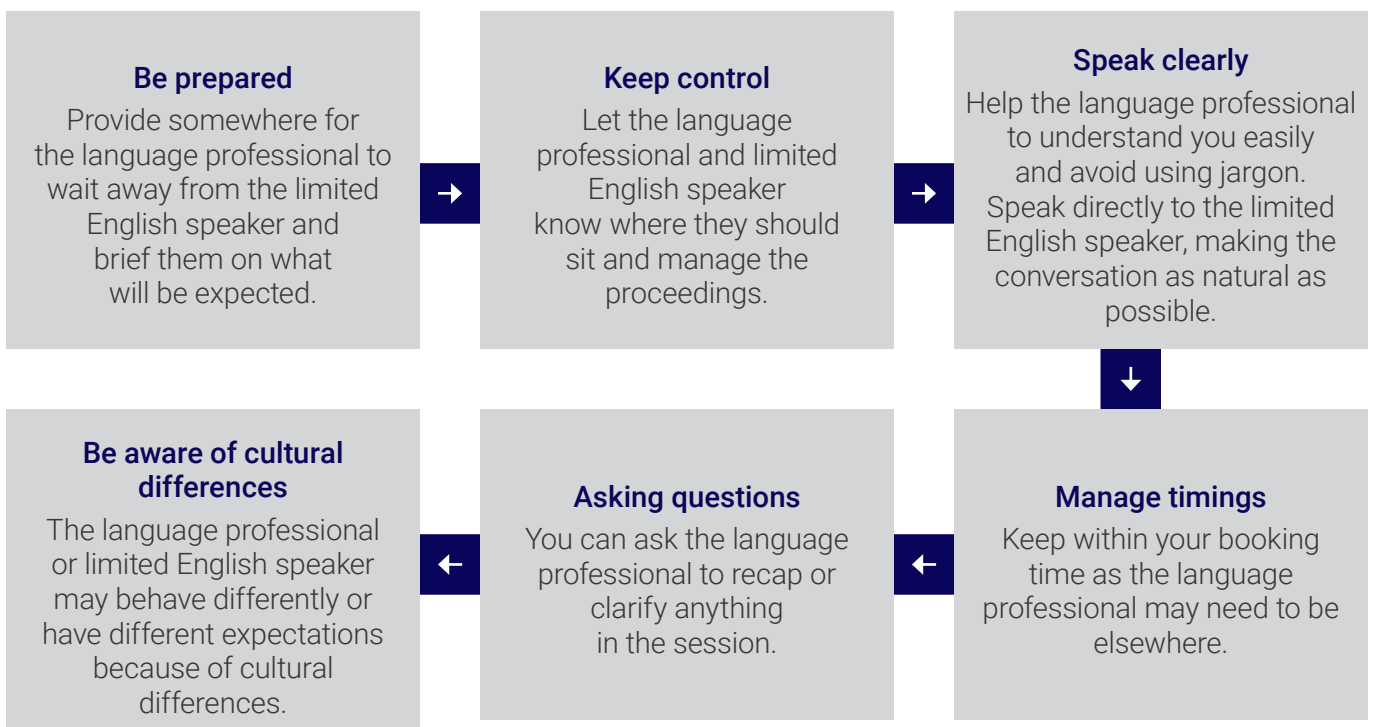 Be prepared
Provide somewhere for
the language professional to
wait away from the limited
English speaker and
brief them on what
will be expected.
Keep control
Let the language
professional and limited
English speaker
know where they should
sit and manage the
proceedings.
Speak clearly
Help the language professional
to understand you easily
and avoid using jargon.
Speak directly to the limited
English speaker, making the
conversation as natural as
possible.
Manage timings
Keep within your booking
time as the language
professional may need to be
elsewhere.
Asking questions
You can ask the language
professional to recap or
clarify anything
in the session.
Be aware of cultural
differences
The language professional
or limited English speaker
may behave differently or
have different expectations
because of cultural
differences.